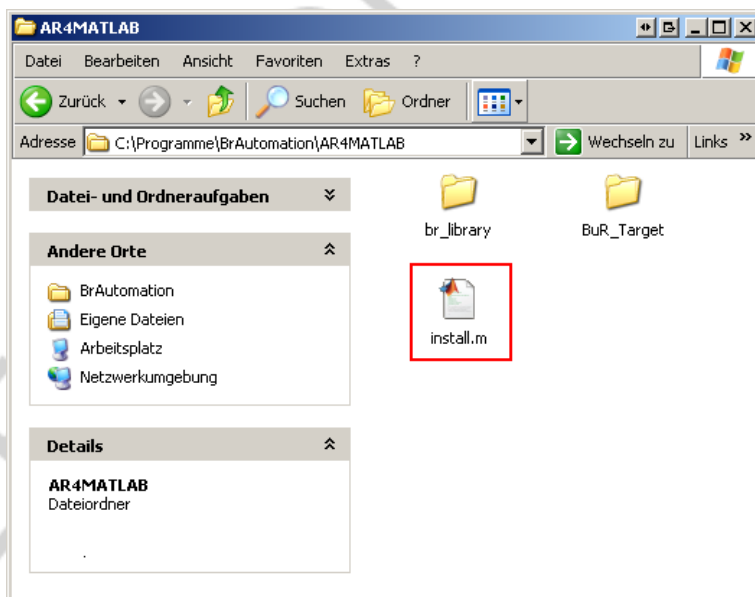 AR4MATLAB
Datei Bearbeiten Ansicht Favoriten Extras ?
Zurück Suchen Ordner
Adresse C:\Programme\BrAutomation\AR4MATLAB Wechseln zu Links »
Datei- und Ordneraufgaben
br_library BuR_Target
Andere Orte
BrAutomation
Eigene Dateien
Arbeitsplatz
Netzwerkumgebung
install.m
Details
AR4MATLAB
Dateiordner
.